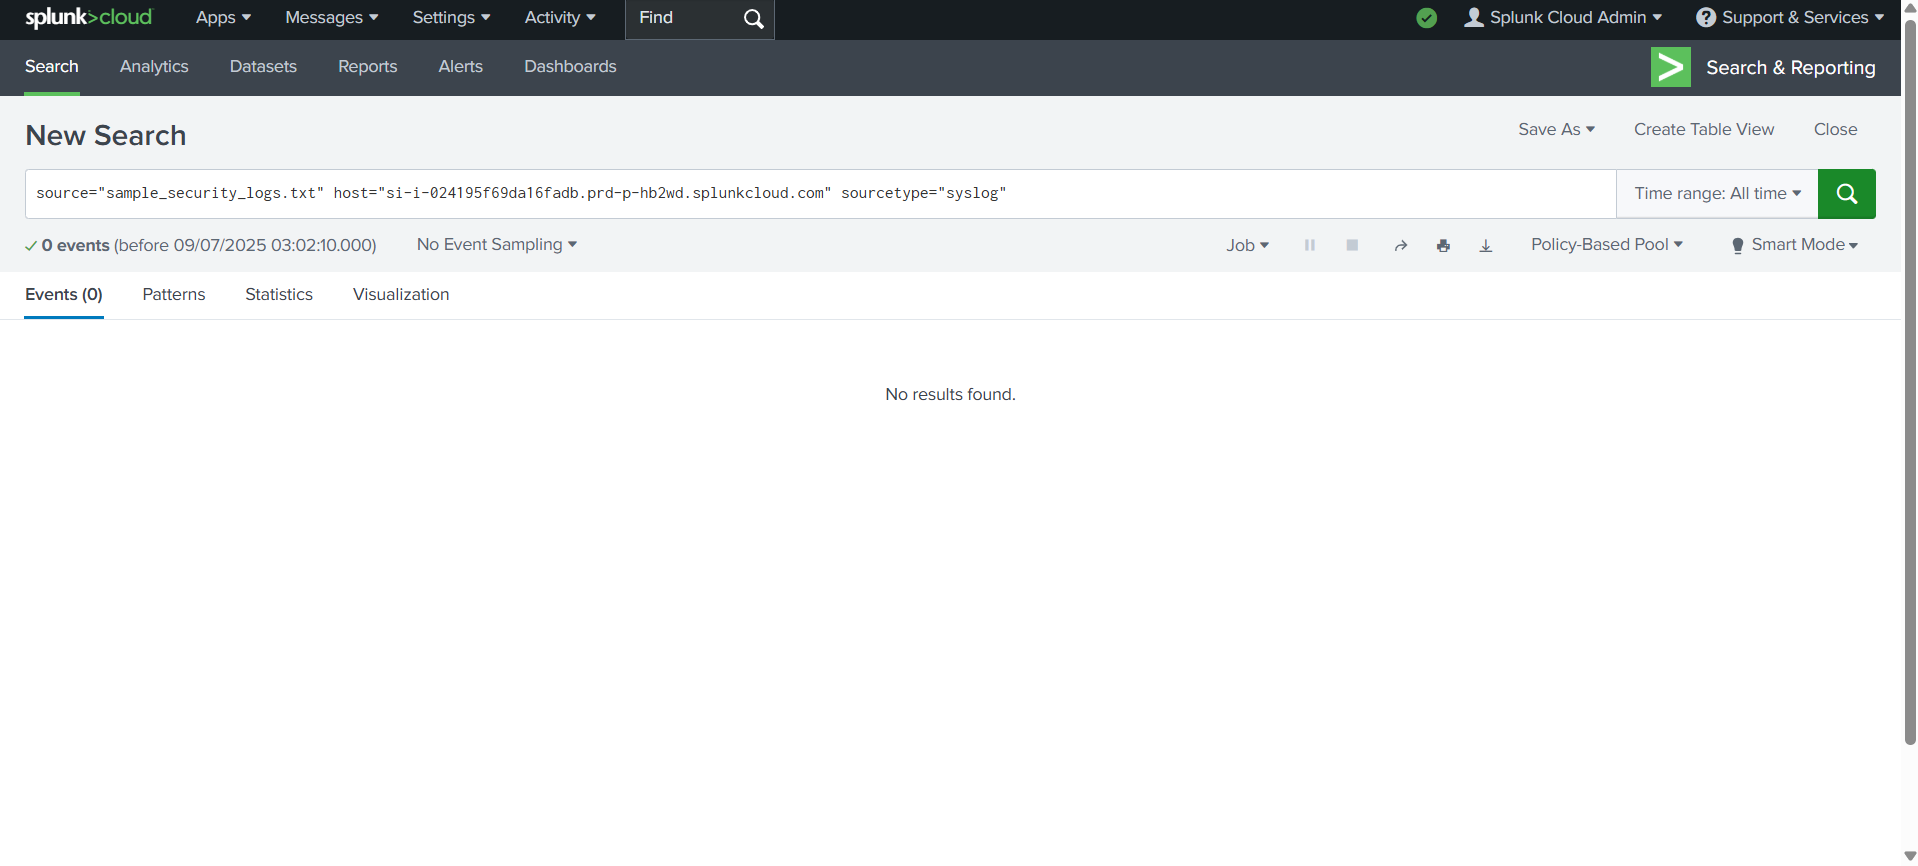 splunk>cloud Apps Messages Settings Activity Find Splunk Cloud Admin ? Support & Services
Search Analytics Datasets Reports Alerts Dashboards > Search & Reporting
New Search Save As Create Table View Close
source="sample_security_logs.txt" host="si-i-024195f69da16fadb.prd-p-hb2wd.splunkcloud.com" sourcetype="syslog" Time range: All time
0 events (before 09/07/2025 03:02:10.000) No Event Sampling Job Policy-Based Pool Smart Mode
Events (0) Patterns Statistics Visualization
No results found.